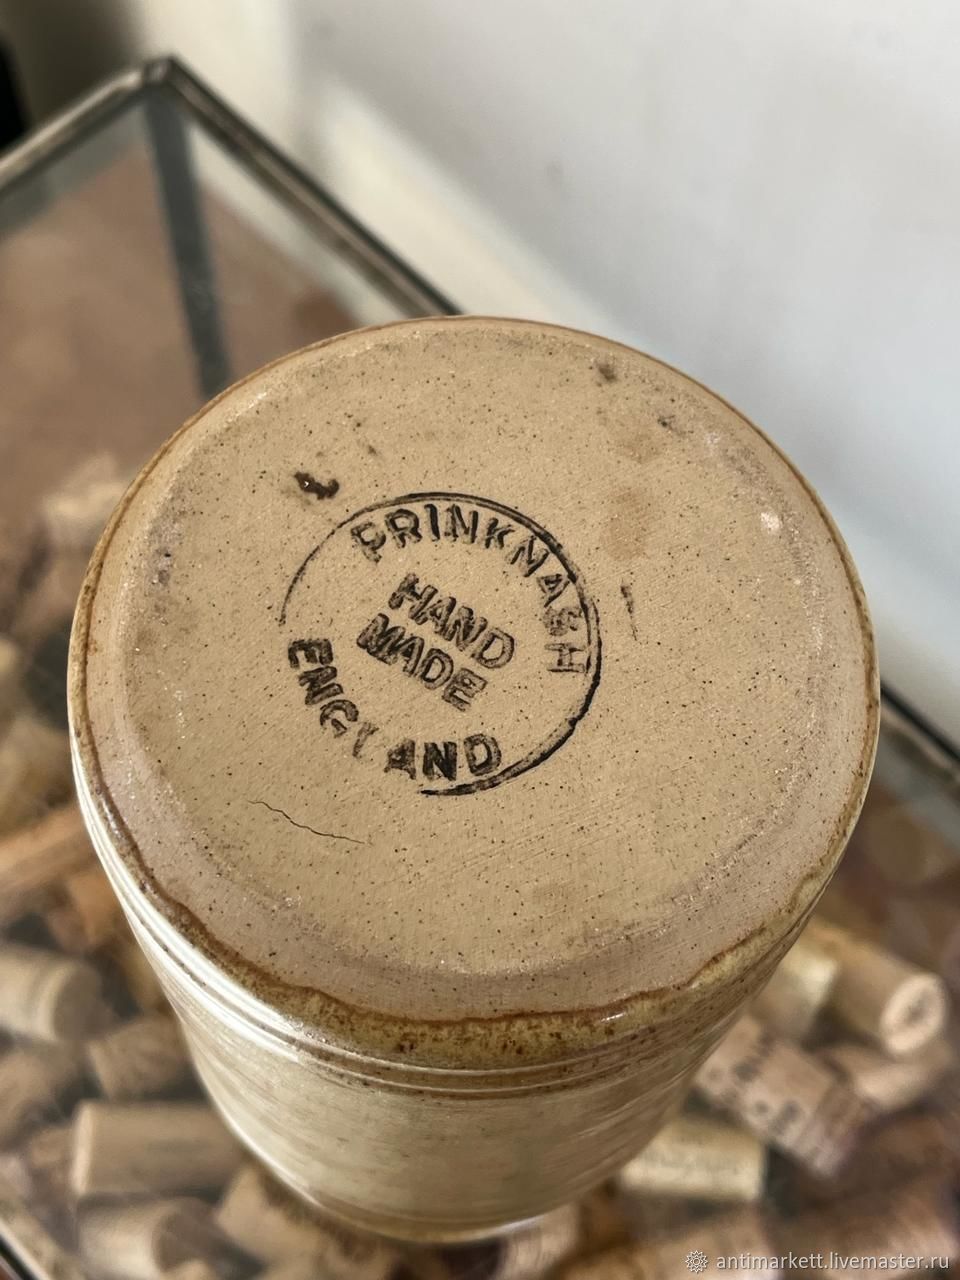 PRINKNASH
HAND
MADE
ENGLAND
antimarkett.livemaster.ru